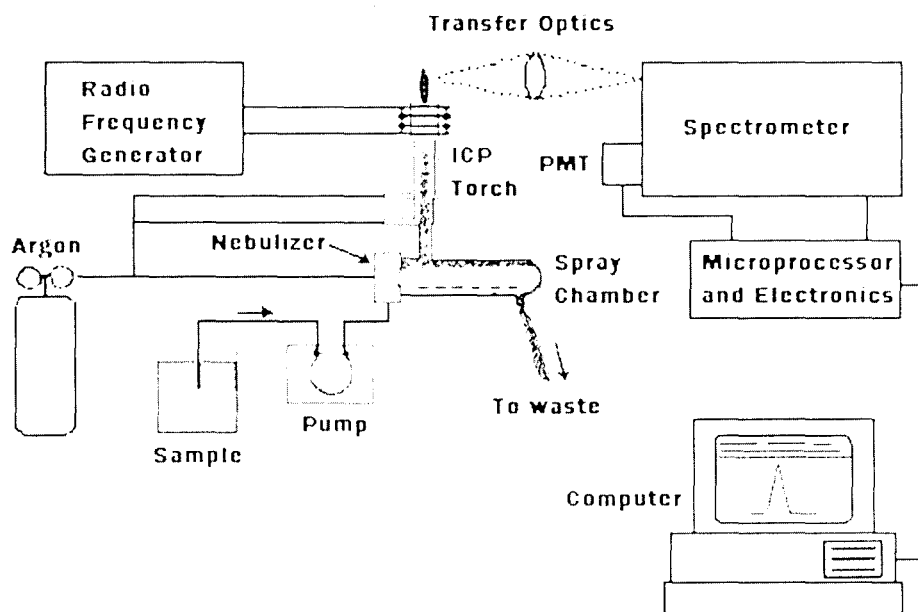 Transfer Optics
Radio
Frequency
Generator
Spectrometer
ICP
Torch
PMT
Argon
Nebulizer
Spray
Chamber
Microprocessor
and Electronics
To waste
Pump
Sample
Computer